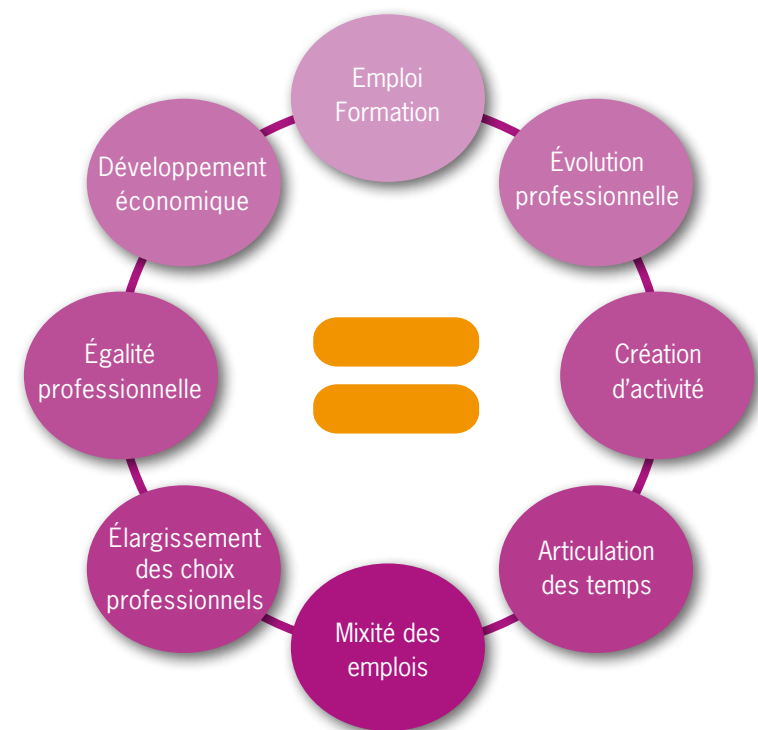 Emploi
Formation
Évolution
professionnelle
Création
d'activité
Articulation
des temps
Mixité des
emplois
Élargissement
des choix
professionnels
Égalité
professionnelle
Développement
économique